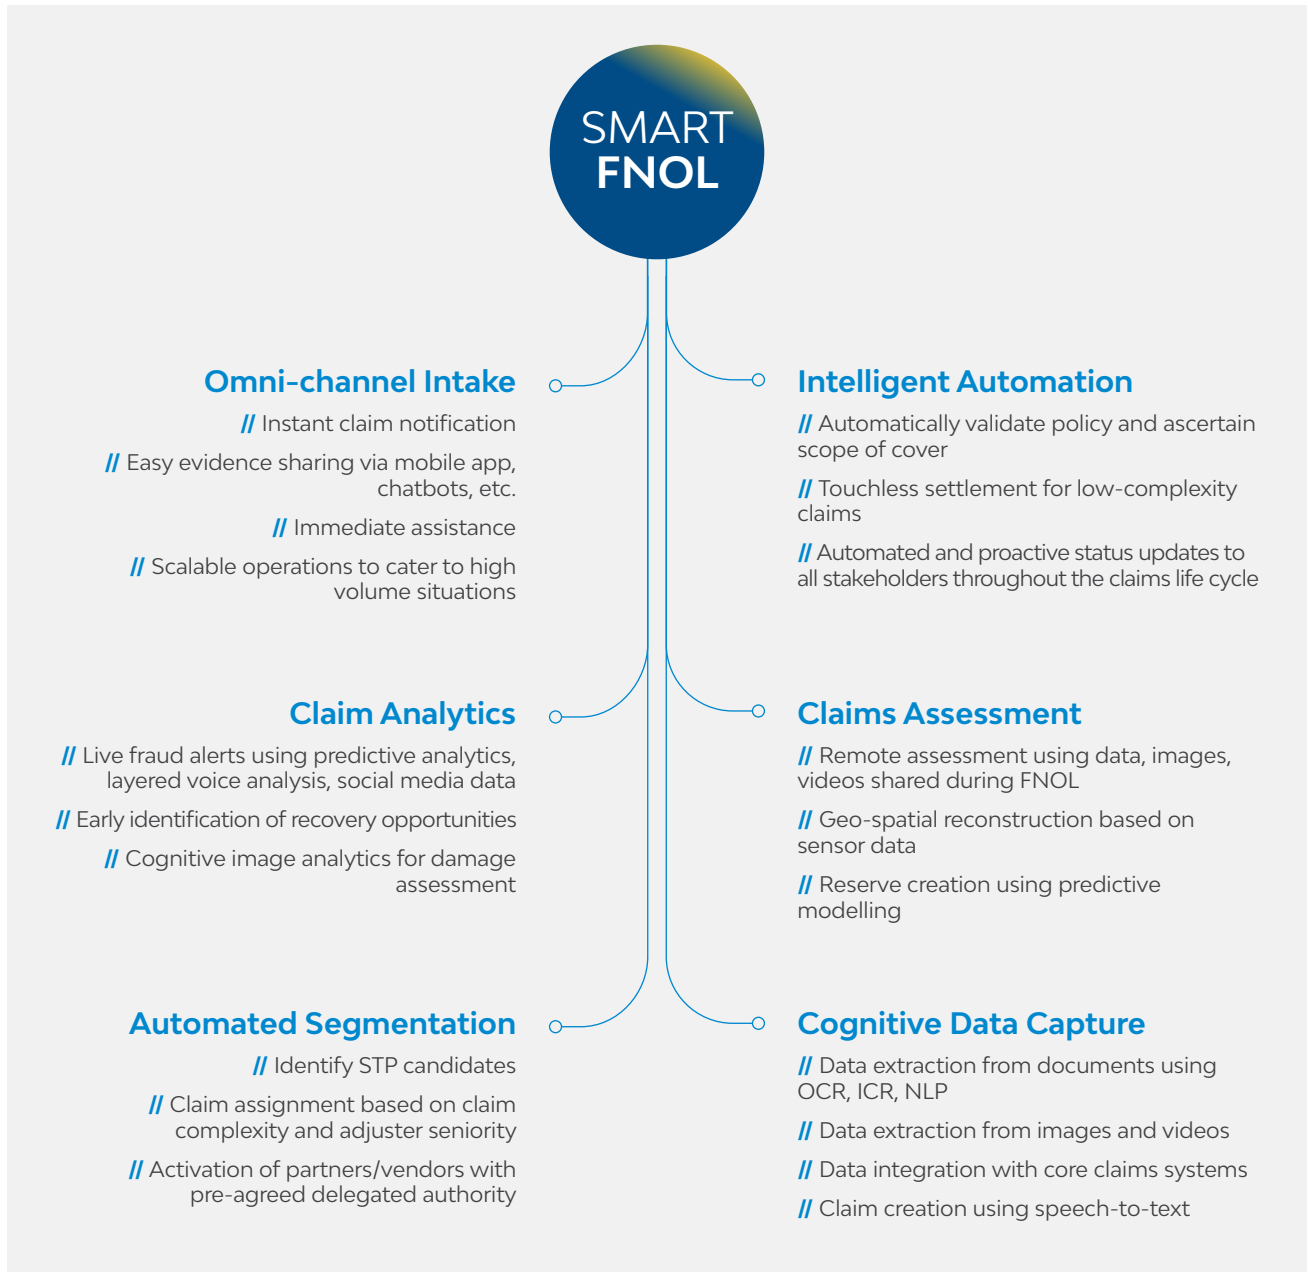 SMART
FNOL
Omni-channel Intake
// Instant claim notification
// Easy evidence sharing via mobile app,
chatbots, etc.
// Immediate assistance
// Scalable operations to cater to high
volume situations
Intelligent Automation
// Automatically validate policy and ascertain
scope of cover
// Touchless settlement for low-complexity
claims
// Automated and proactive status updates to
all stakeholders throughout the claims life cycle
Claim Analytics
// Live fraud alerts using predictive analytics,
layered voice analysis, social media data
// Early identification of recovery opportunities
// Cognitive image analytics for damage
assessment
Claims Assessment
// Remote assessment using data, images,
videos shared during FNOL
// Geo-spatial reconstruction based on
sensor data
// Reserve creation using predictive
modelling
Automated Segmentation
// Identify STP candidates
// Claim assignment based on claim
complexity and adjuster seniority
// Activation of partners/vendors with
pre-agreed delegated authority
Cognitive Data Capture
// Data extraction from documents using
OCR, ICR, NLP
// Data extraction from images and videos
// Data integration with core claims systems
// Claim creation using speech-to-text